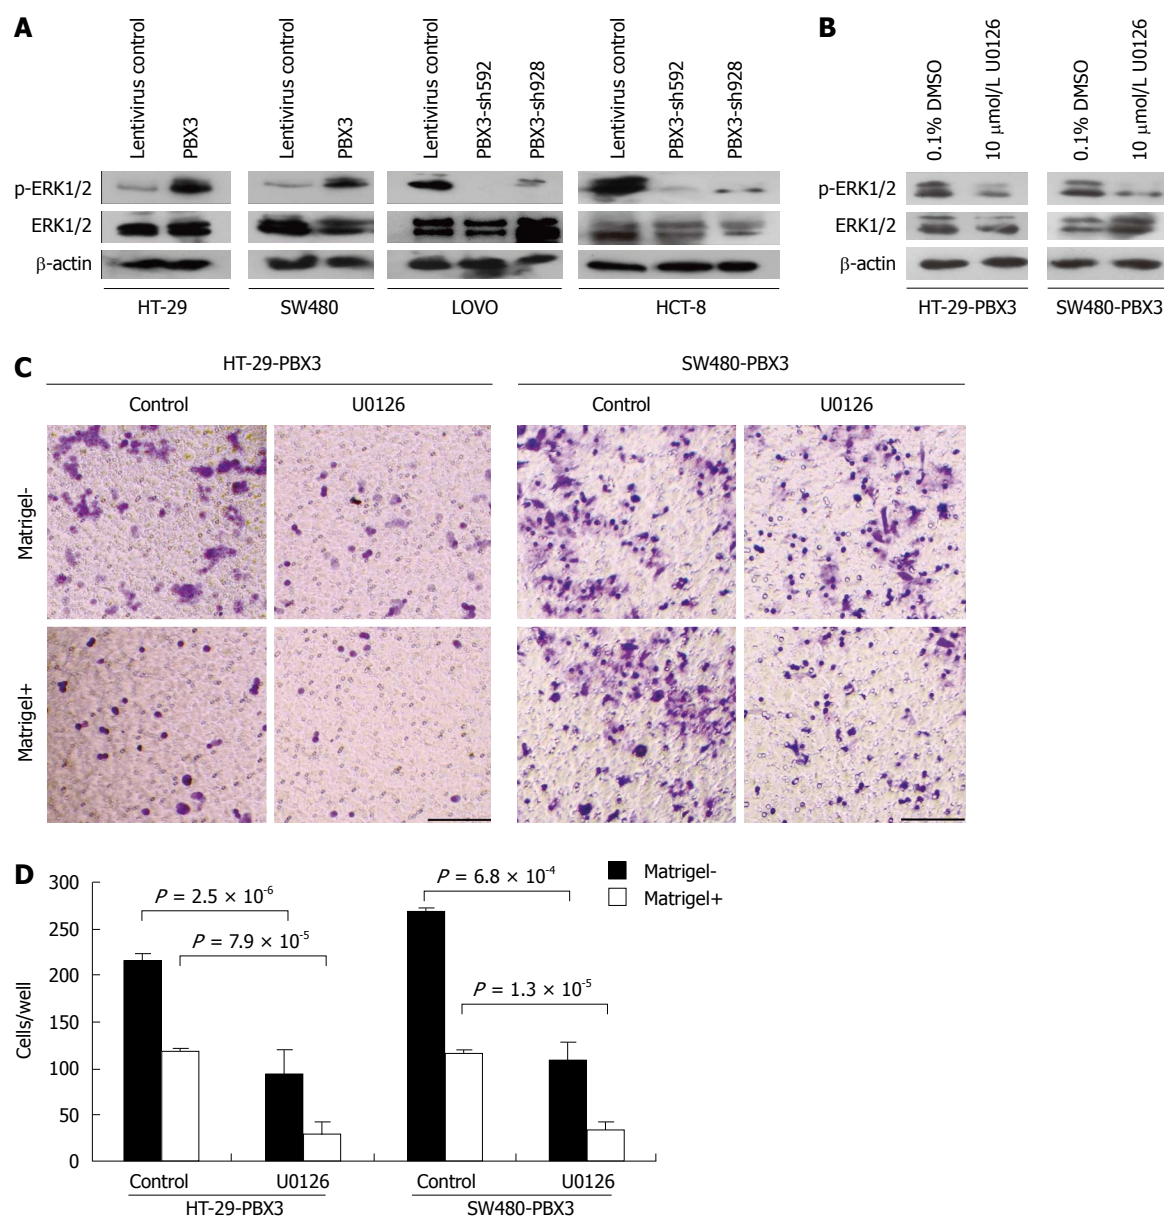 A
Lentivirus control
PBX3
Lentivirus control
PBX3
Lentivirus control
PBX3-sh592
PBX3-sh928
Lentivirus control
PBX3-sh592
PBX3-sh928
p-ERK1/2
ERK1/2
β-actin
HT-29
SW480
LOVO
HCT-8
B
0.1% DMSO
10 μmol/L U0126
0.1% DMSO
10 μmol/L U0126
p-ERK1/2
ERK1/2
β-actin
HT-29-PBX3
SW480-PBX3
C
HT-29-PBX3
SW480-PBX3
Control
U0126
Control
U0126
Matrigel-
Matrigel+
D
Cells/well
300
250
200
150
100
50
0
P = 2.5 × 10-6
P = 7.9 × 10-5
P = 6.8 × 10-4
P = 1.3 × 10-5
Matrigel-
Matrigel+
Control
U0126
Control
U0126
HT-29-PBX3
SW480-PBX3